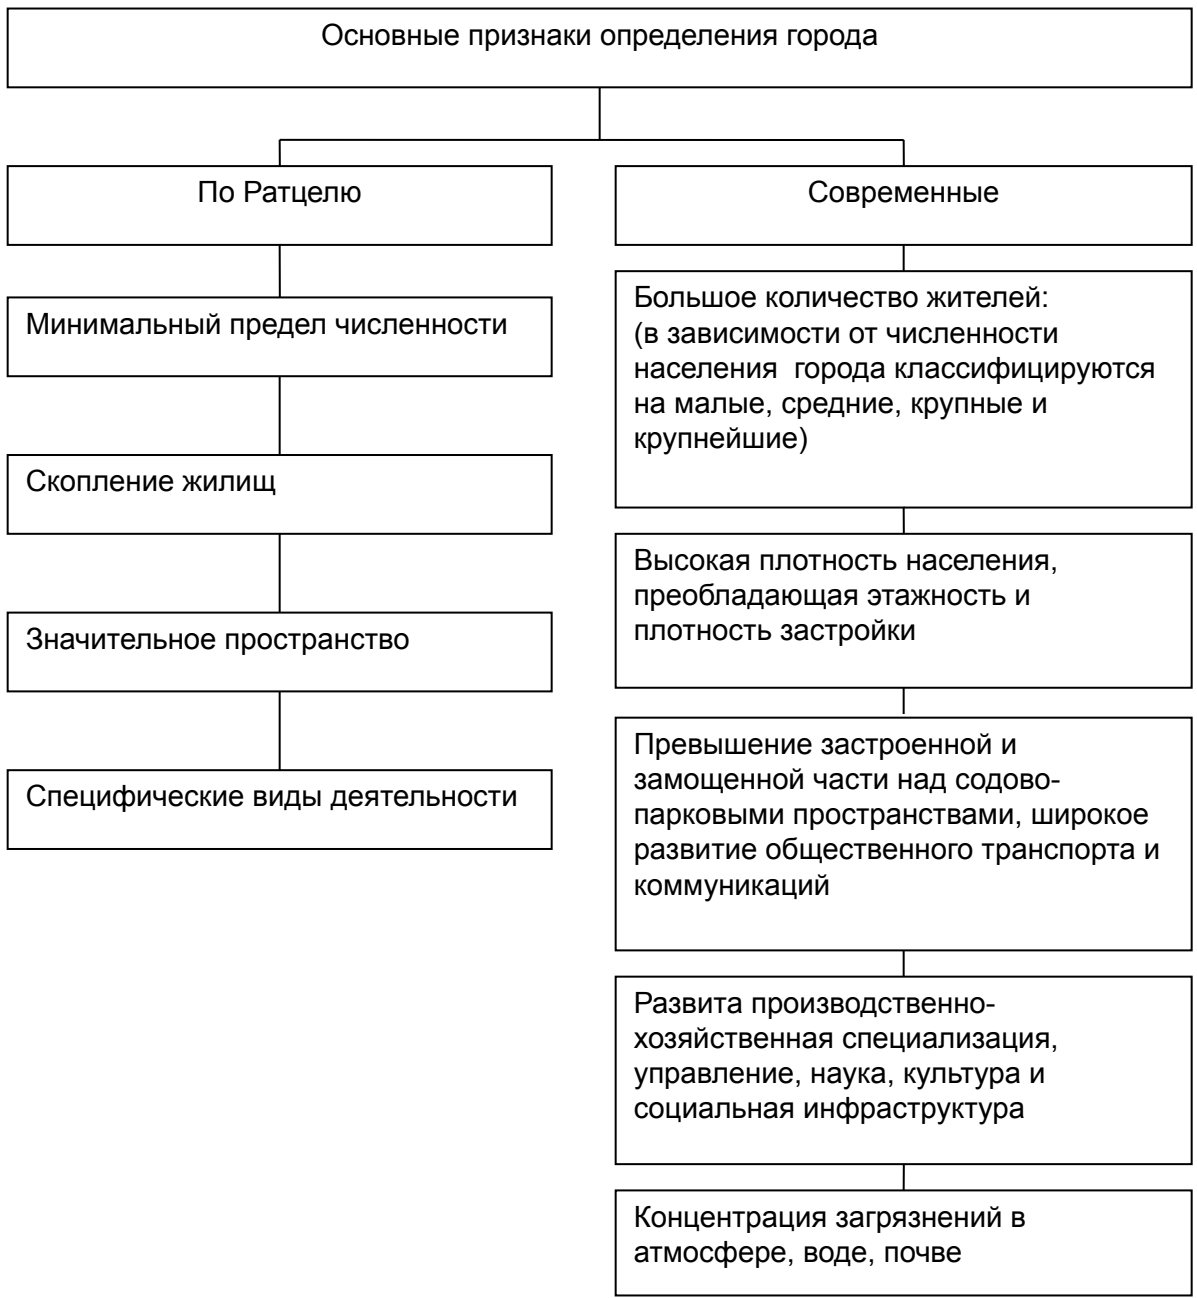 Основные признаки определения города
По Ратцелю
Минимальный предел численности
Скопление жилищ
Значительное пространство
Специфические виды деятельности
Современные
Большое количество жителей:
(в зависимости от численности
населения города классифицируются
на малые, средние, крупные и
крупнейшие)
Высокая плотность населения,
преобладающая этажность и
плотность застройки
Превышение застроенной и
замощенной части над содово-
парковыми пространствами, широкое
развитие общественного транспорта и
коммуникаций
Развита производственно-
хозяйственная специализация,
управление, наука, культура и
социальная инфраструктура
Концентрация загрязнений в
атмосфере, воде, почве